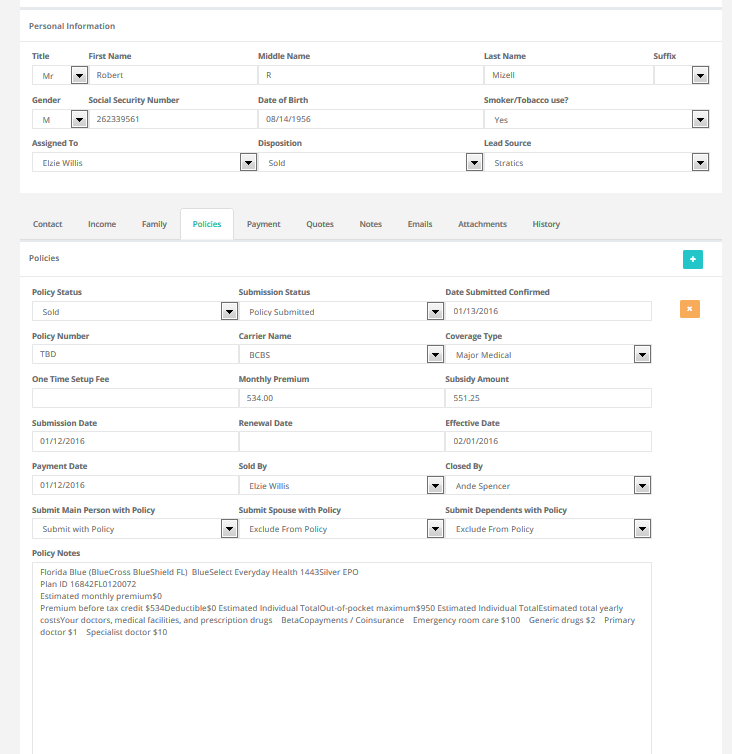 Personal Information
Title First Name Middle Name Last Name Suffix
Mr Robert R Mizell
Gender Social Security Number Date of Birth Smoker/Tobacco use?
M 262339561 08/14/1956 Yes
Assigned To Disposition Lead Source
Elzie Willis Sold Stratics
Contact Income Family Policies Payment Quotes Notes Emails Attachments History
Policies +
Policy Status Submission Status Date Submitted Confirmed
Sold Policy Submitted 01/13/2016 ×
Policy Number Carrier Name Coverage Type
TBD BCBS Major Medical
One Time Setup Fee Monthly Premium Subsidy Amount
534.00 551.25
Submission Date Renewal Date Effective Date
01/12/2016 02/01/2016
Payment Date Sold By Closed By
01/12/2016 Elzie Willis Ande Spencer
Submit Main Person with Policy Submit Spouse with Policy Submit Dependents with Policy
Submit with Policy Exclude From Policy Exclude From Policy
Policy Notes
Florida Blue (BlueCross BlueShield FL) BlueSelect Everyday Health 1443Silver EPO
Plan ID 16842FL0120072
Estimated monthly premium$0
Premium before tax credit $534Deductible$0 Estimated Individual TotalOut-of-pocket maximum$950 Estimated Individual TotalEstimated total yearly
costsYour doctors, medical facilities, and prescription drugs BetaCopayments / Coinsurance Emergency room care $100 Generic drugs $2 Primary
doctor $1 Specialist doctor $10